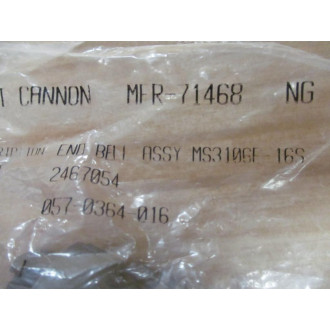 CANNON MFR-71468 NG
END BELL ASSY MS3106F 16S
2467054
057-0364-016